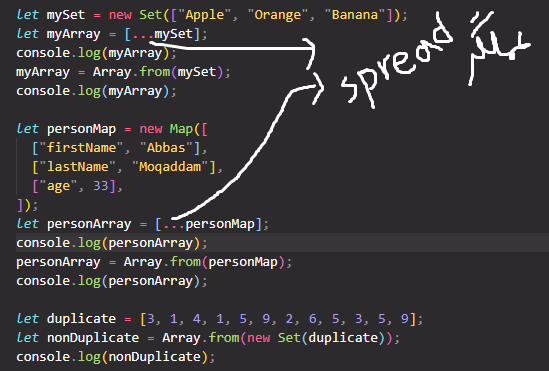 let mySet = new Set(["Apple", "Orange", "Banana"]);
let myArray = [...mySet];
console.log(myArray);
myArray = Array.from(mySet);
console.log(myArray);
let personMap = new Map([
["firstName", "Abbas"],
["lastName", "Moqaddam"],
["age", 33],
]);
let personArray = [...personMap];
console.log(personArray);
personArray = Array.from(personMap);
console.log(personArray);
let duplicate = [3, 1, 4, 1, 5, 9, 2, 6, 5, 3, 5, 9];
let nonDuplicate = Array.from(new Set(duplicate));
console.log(nonDuplicate);
spread